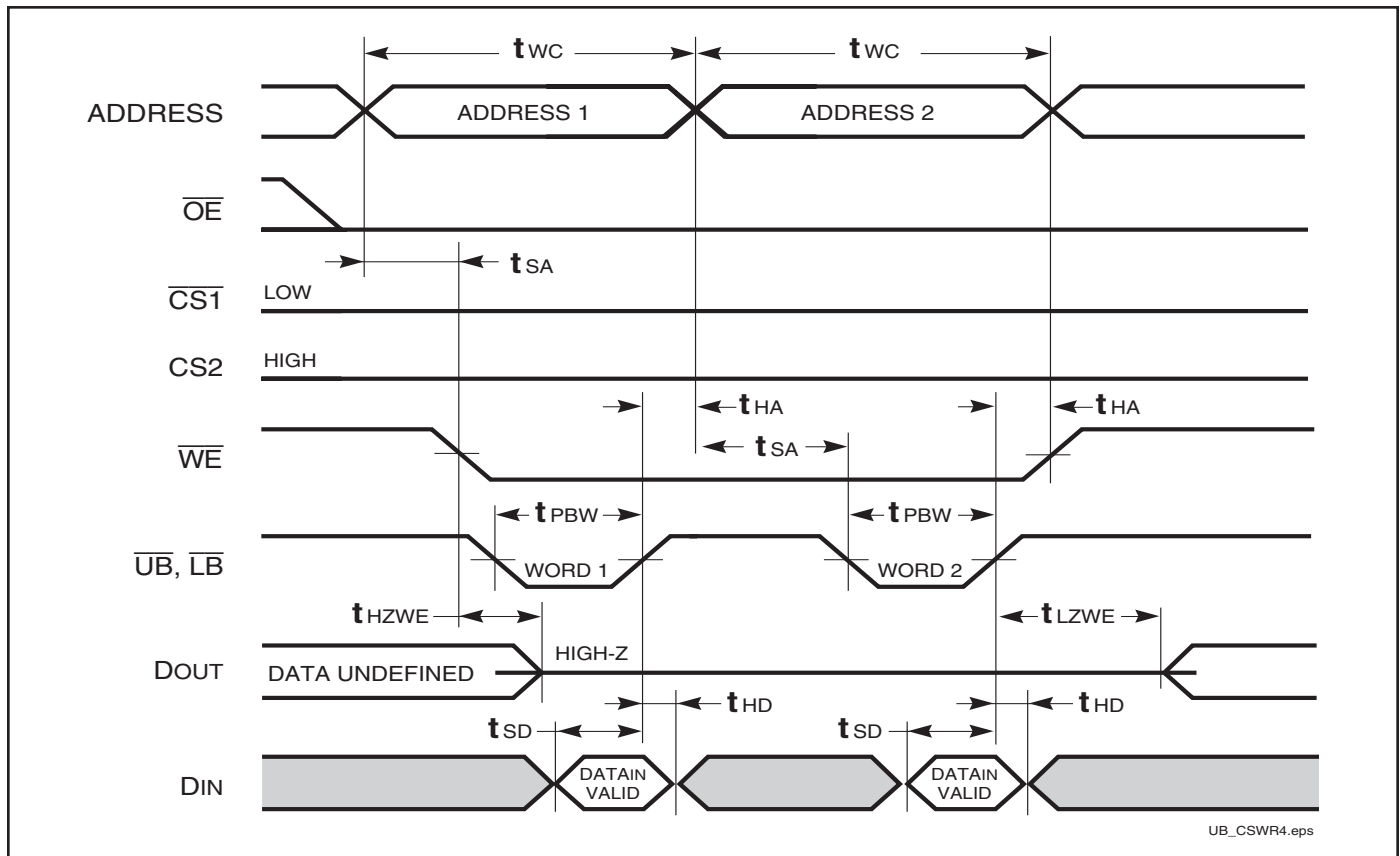 tWC tWC
ADDRESS ADDRESS 1 ADDRESS 2
OE
tSA
CS1 LOW
CS2 HIGH
tHA tHA
WE tSA
tPBW tPBW
UB, LB WORD 1 WORD 2
tHZWE tLZWE
DOUT DATA UNDEFINED HIGH-Z
tHD tHD
tSD tSD
DIN DATAIN VALID DATAIN VALID
UB_CSWR4.eps